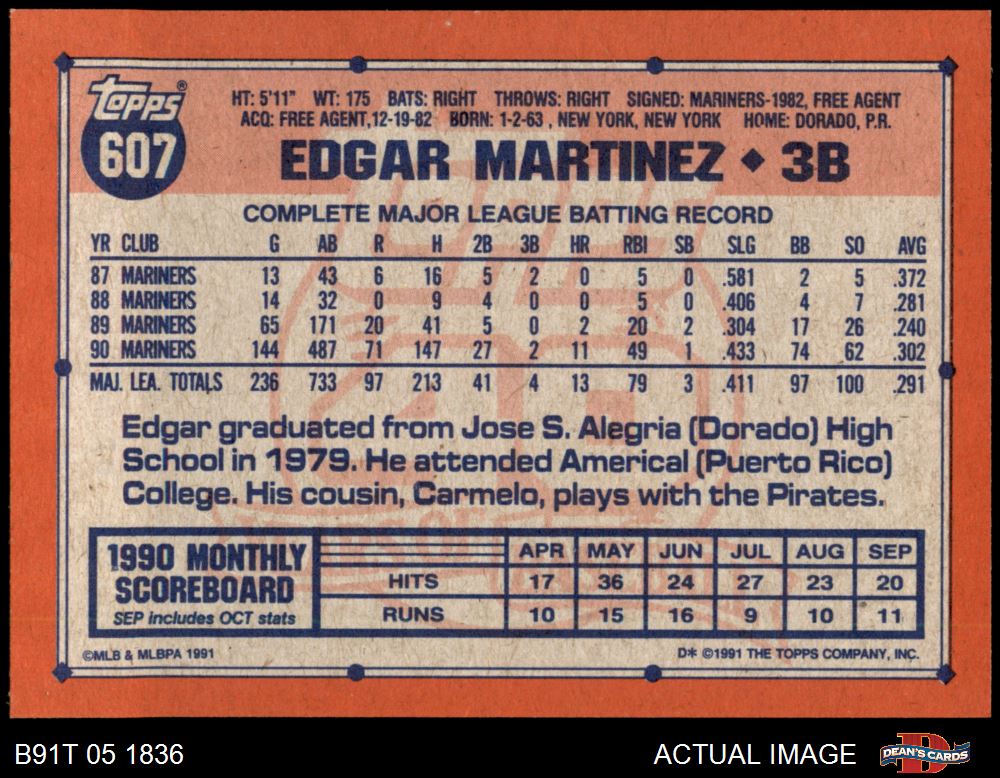 topps®
607
HT: 5'11" WT: 175 BATS: RIGHT THROWS: RIGHT SIGNED: MARINERS-1982, FREE AGENT
ACQ: FREE AGENT,12-19-82 BORN: 1-2-63 , NEW YORK, NEW YORK HOME: DORADO, P.R.
EDGAR MARTINEZ ◆ 3B
COMPLETE MAJOR LEAGUE BATTING RECORD
YR CLUB G AB R H 2B 3B HR RBI SB SLG BB SO AVG
87 MARINERS 13 43 6 16 5 2 0 5 0 .581 2 5 .372
88 MARINERS 14 32 0 9 4 0 0 5 0 .406 4 7 .281
89 MARINERS 65 171 20 41 5 0 2 20 2 .304 17 26 .240
90 MARINERS 144 487 71 147 27 2 11 49 1 .433 74 62 .302
MAJ. LEA. TOTALS 236 733 97 213 41 4 13 79 3 .411 97 100 .291
Edgar graduated from Jose S. Alegria (Dorado) High
School in 1979. He attended Americal (Puerto Rico)
College. His cousin, Carmelo, plays with the Pirates.
1990 MONTHLY
SCOREBOARD
SEP includes OCT stats
APR MAY JUN JUL AUG SEP
HITS 17 36 24 27 23 20
RUNS 10 15 16 9 10 11
©MLB & MLBPA 1991 D* ©1991 THE TOPPS COMPANY, INC.
B91T 05 1836 ACTUAL IMAGE DEAN'S CARDS